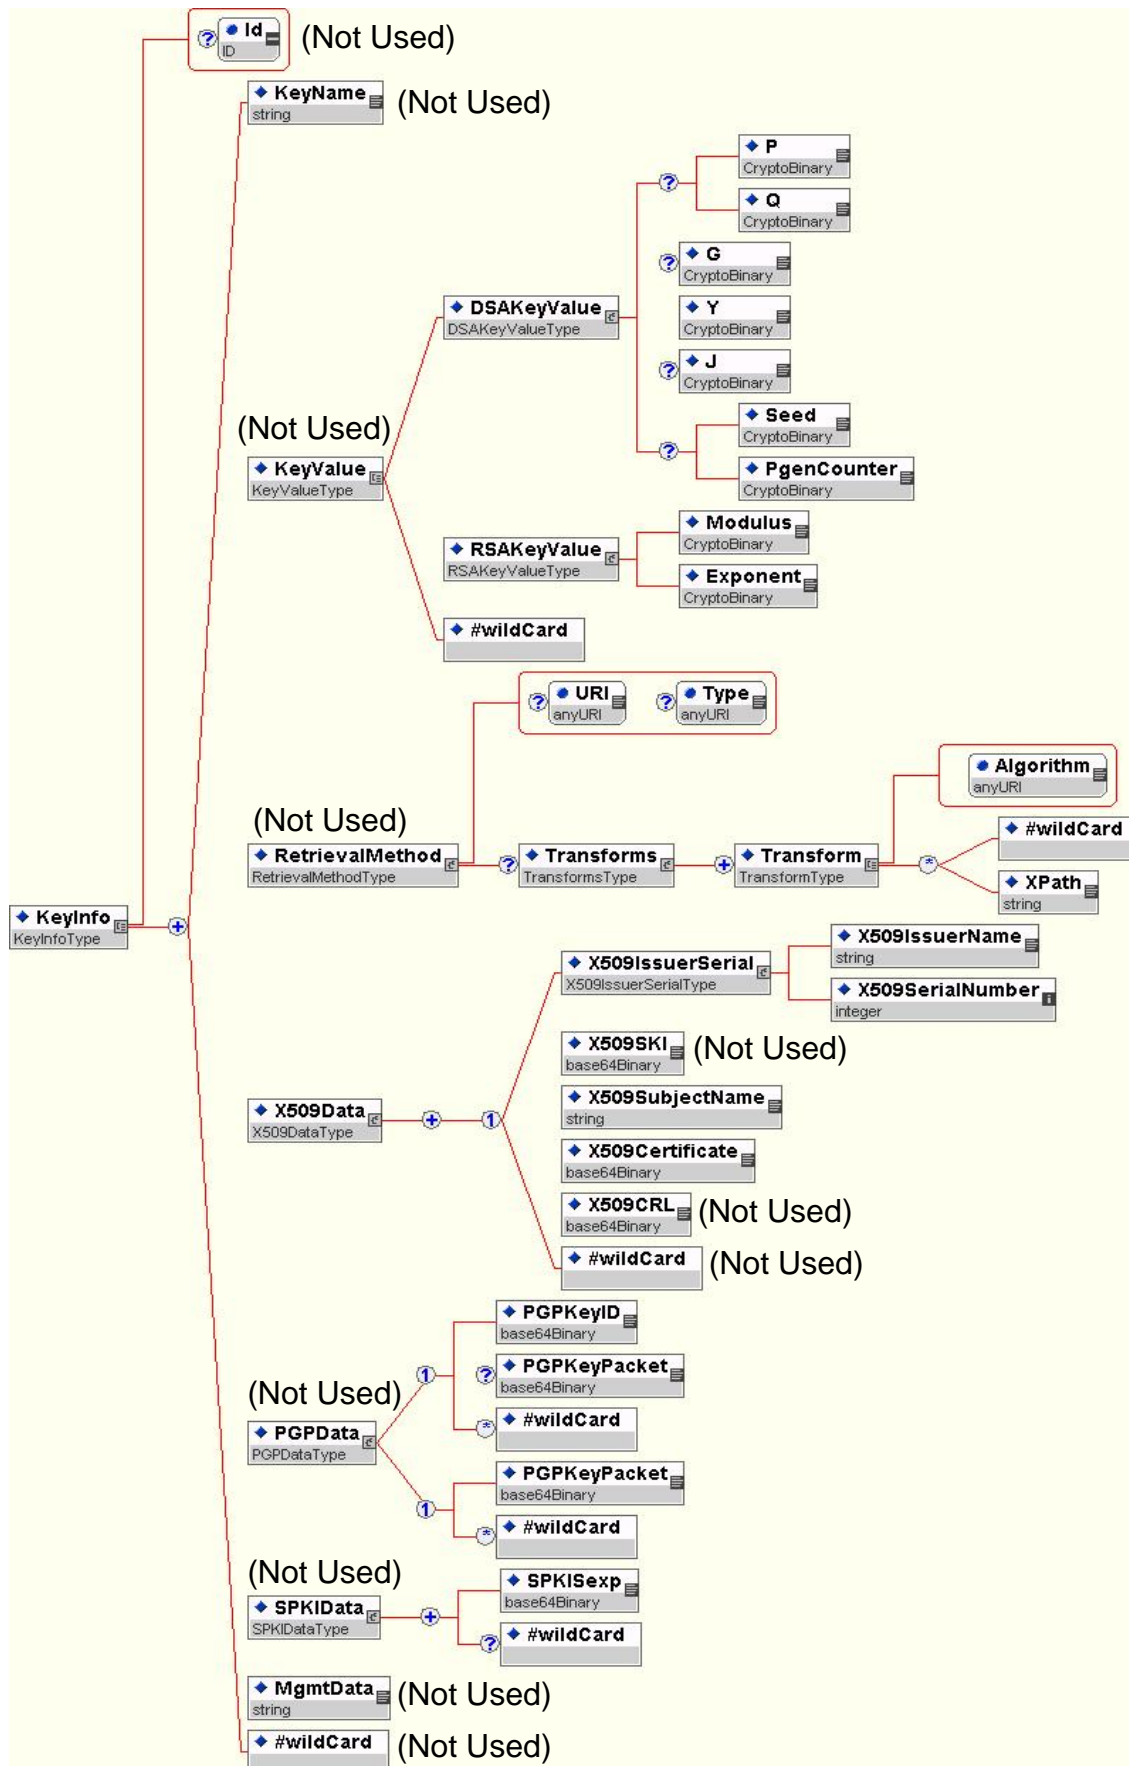 Id
ID
(Not Used)
KeyName
string
(Not Used)
P
CryptoBinary
Q
CryptoBinary
G
CryptoBinary
DSAKeyValue
DSAKeyValueType
Y
CryptoBinary
J
CryptoBinary
Seed
CryptoBinary
(Not Used)
KeyValue
KeyValueType
PgenCounter
CryptoBinary
Modulus
CryptoBinary
RSAKeyValue
RSAKeyValueType
Exponent
CryptoBinary
#wildCard
? URI
anyURI
? Type
anyURI
Algorithm
anyURI
(Not Used)
RetrievalMethod
RetrievalMethodType
? Transforms
TransformsType
+ Transform
TransformType
* #wildCard
XPath
string
KeyInfo
KeyInfoType
+
X509IssuerSerial
X509IssuerSerialType
X509IssuerName
string
X509SerialNumber
integer
X509SKI
base64Binary
(Not Used)
X509Data
X509DataType
+
1
X509SubjectName
string
X509Certificate
base64Binary
X509CRL
base64Binary
(Not Used)
#wildCard
(Not Used)
PGPKeyID
base64Binary
1
? PGPKeyPacket
base64Binary
(Not Used)
PGPData
PGPDataType
* #wildCard
PGPKeyPacket
base64Binary
1
* #wildCard
(Not Used)
SPKIData
SPKIDataType
+
SPKISexp
base64Binary
? #wildCard
MgmtData
string
(Not Used)
#wildCard
(Not Used)